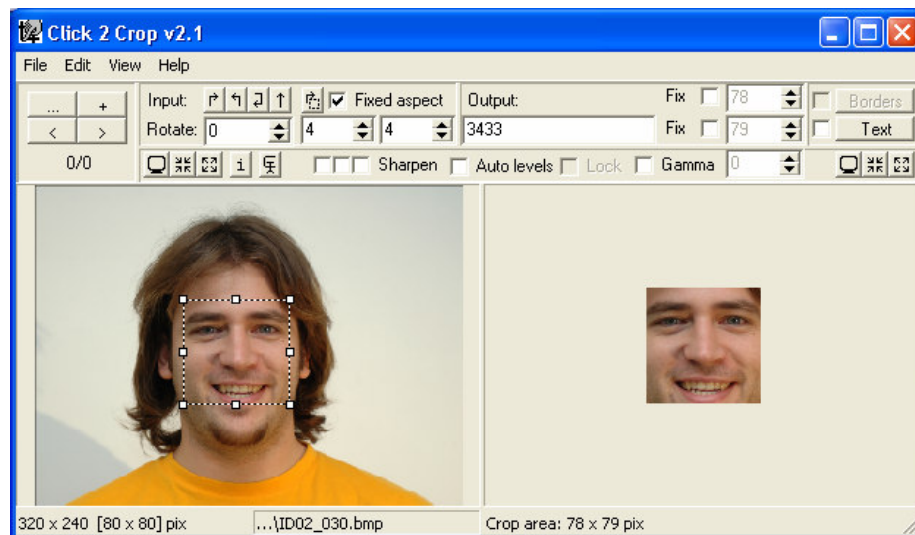 Click 2 Crop v2.1
File Edit View Help
... + Input: Fixed aspect Output: Fix 78 Borders
< > Rotate: 0 4 4 3433 Fix 79 Text
0/0 i Sharpen Auto levels Lock Gamma 0
320 x 240 [80 x 80] pix ...\ID02_030.bmp Crop area: 78 x 79 pix